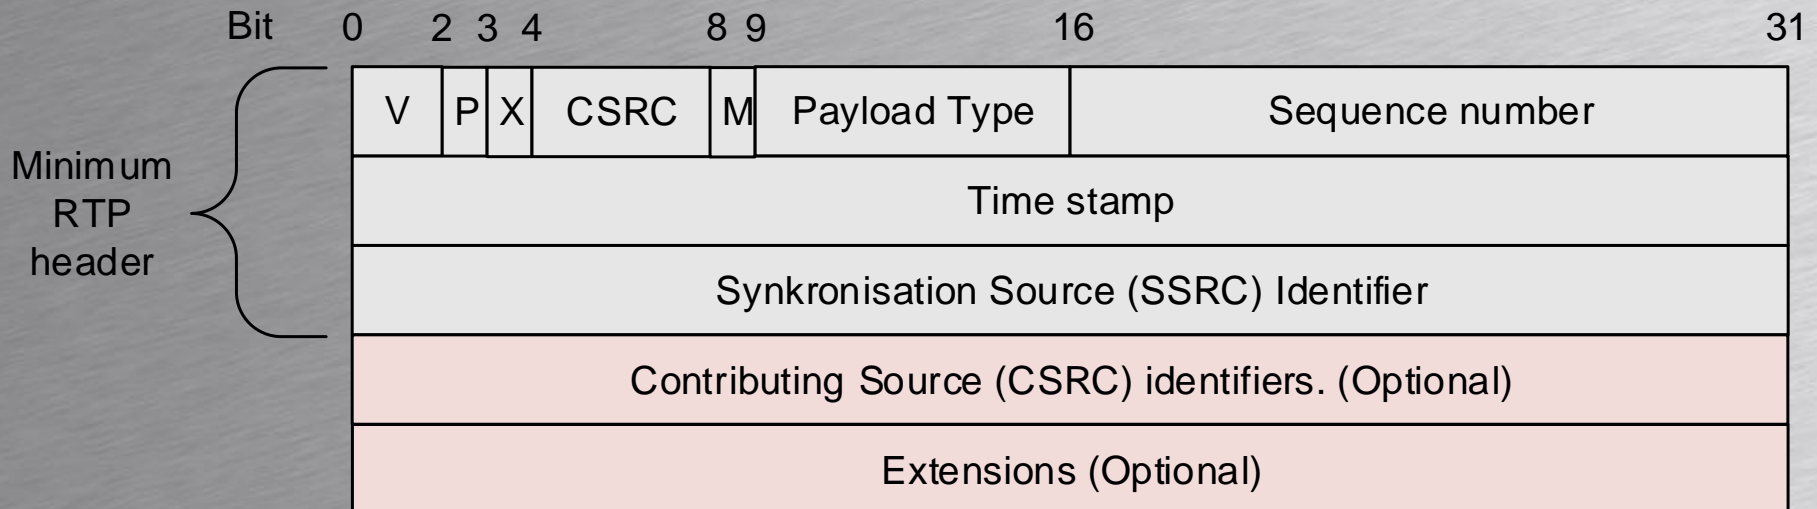 Bit 0 2 3 4 8 9 16 31
V P X CSRC M Payload Type Sequence number
Minimum
RTP
header
Time stamp
Synkronisation Source (SSRC) Identifier
Contributing Source (CSRC) identifiers. (Optional)
Extensions (Optional)